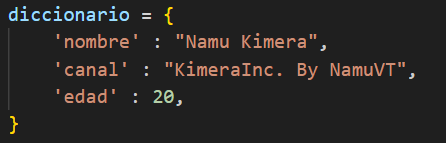 diccionario = {
    'nombre' : "Namu Kimera",
    'canal' : "KimeraInc. By NamuVT",
    'edad' : 20,
}